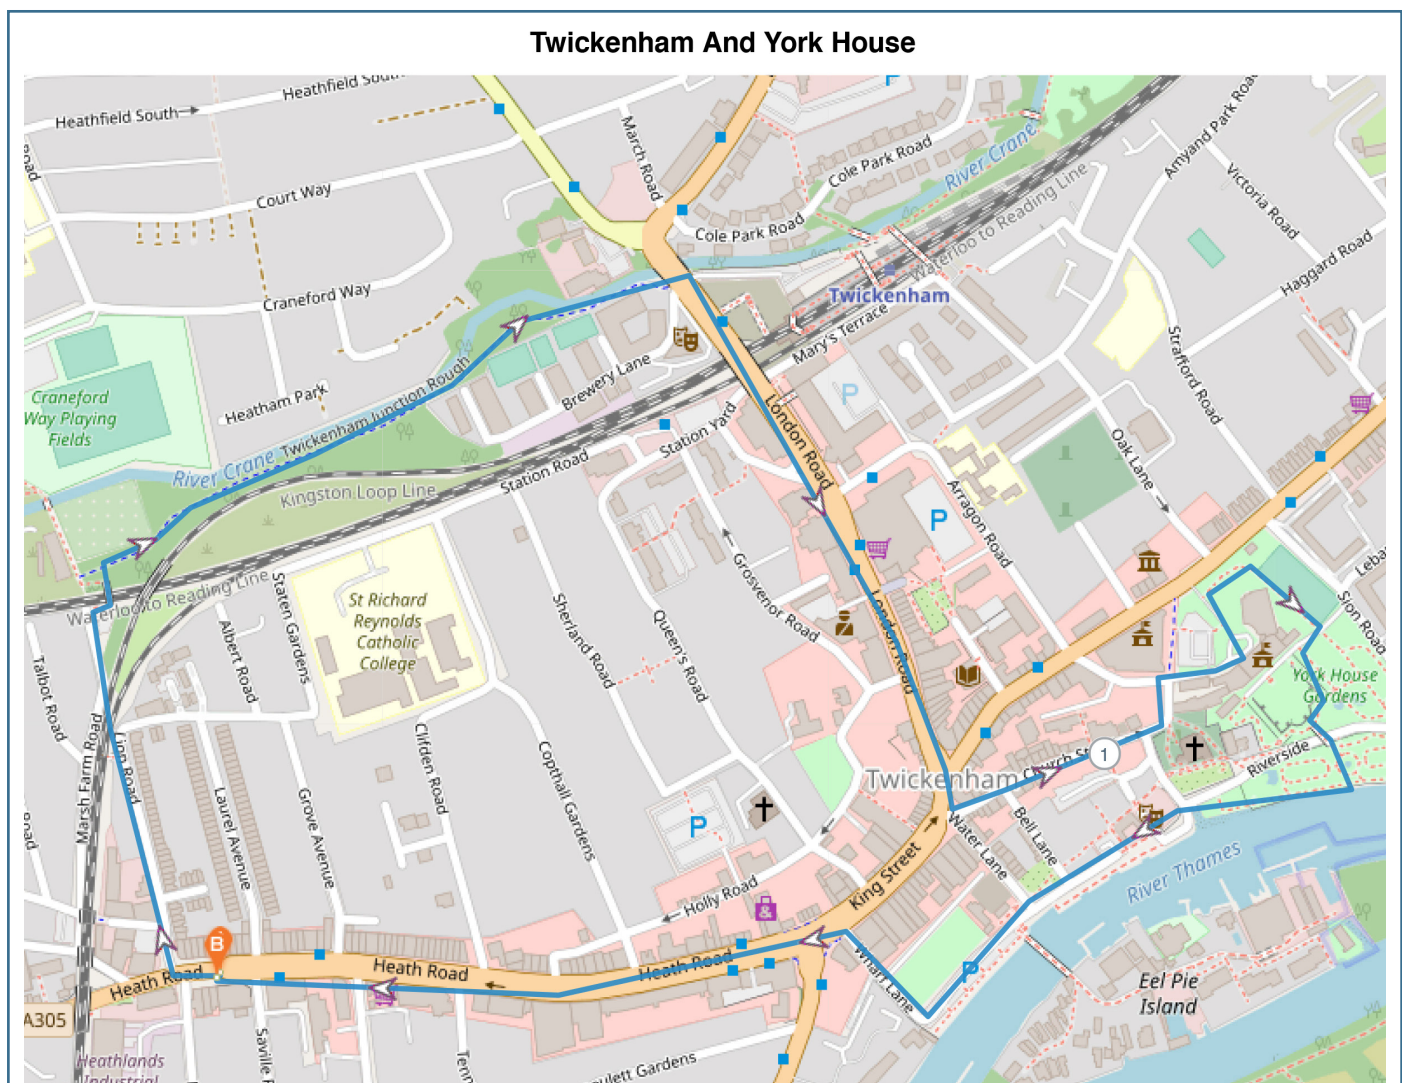 Twickenham And York House
Heathfield South
Heathfield South
Road
March Road
Cole Park Road
River Crane
Amyand Park Road
Court Way
Cole Park Road
Waterloo to Reading Line
Victoria Road
Haggard Road
Craneford Way
Twickenham
Mary's Terrace
Strafford Road
Craneford
Way Playing
Fields
Heatham Park
Brewery Lane
Twickenham Junction Rough
River Crane
P
P
London Road
Station Yard
Station Road
Kingston Loop Line
Oak Lane
Arragon Road
P
Waterloo to Reading Line
Staten Gardens
St Richard
Reynolds
Catholic
College
Grosvenor Road
Sherland Road
Queen's Road
London Road
Sion Road
Talbot Road
Albert Road
York House
Gardens
Marsh Farm Road
Lion Road
Clifden Road
Copthall Gardens
Twickenham
Church St
1
Riverside
Laurel Avenue
Grove Avenue
P
Water Lane
Bell Lane
King Street
River Thames
Road
Holly Road
B
Heath Road
Heath Road
Heath Road
Wharf Lane
P
Eel Pie
Island
A305
Heathlands
Industrial
Saville